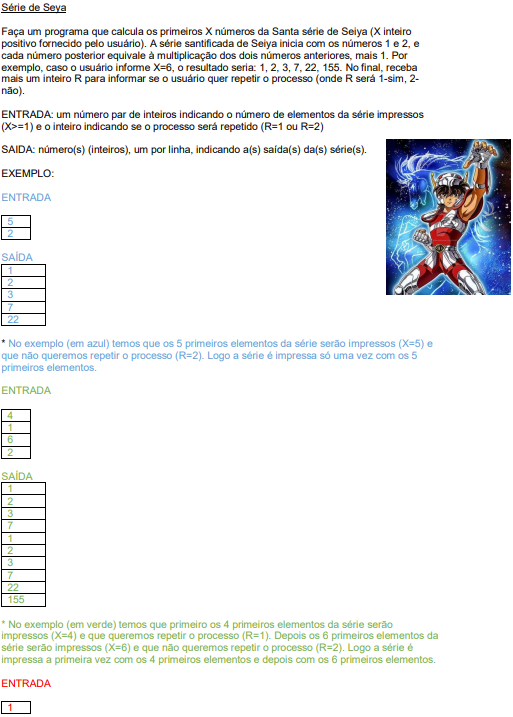 Série de Seya
Faça um programa que calcula os primeiros X números da Santa série de Seiya (X inteiro
positivo fornecido pelo usuário). A série santificada de Seiya inicia com os números 1 e 2, e
cada número posterior equivale à multiplicação dos dois números anteriores, mais 1. Por
exemplo, caso o usuário informe X=6, o resultado seria: 1, 2, 3, 7, 22, 155. No final, receba
mais um inteiro R para informar se o usuário quer repetir o processo (onde R será 1-sim, 2-
não).
ENTRADA: um número par de inteiros indicando o número de elementos da série impressos
(X>=1) e o inteiro indicando se o processo será repetido (R=1 ou R=2)
SAIDA: número(s) (inteiros), um por linha, indicando a(s) saída(s) da(s) série(s).
EXEMPLO:
ENTRADA
5
2
SAÍDA
1
2
3
7
22
* No exemplo (em azul) temos que os 5 primeiros elementos da série serão impressos (X=5) e
que não queremos repetir o processo (R=2). Logo a série é impressa só uma vez com os 5
primeiros elementos.
ENTRADA
4
1
6
2
SAÍDA
1
2
3
7
1
2
3
7
22
155
* No exemplo (em verde) temos que primeiro os 4 primeiros elementos da série serão
impressos (X=4) e que queremos repetir o processo (R=1). Depois os 6 primeiros elementos da
série serão impressos (X=6) e que não queremos repetir o processo (R=2). Logo a série é
impressa a primeira vez com os 4 primeiros elementos e depois com os 6 primeiros elementos.
ENTRADA
1